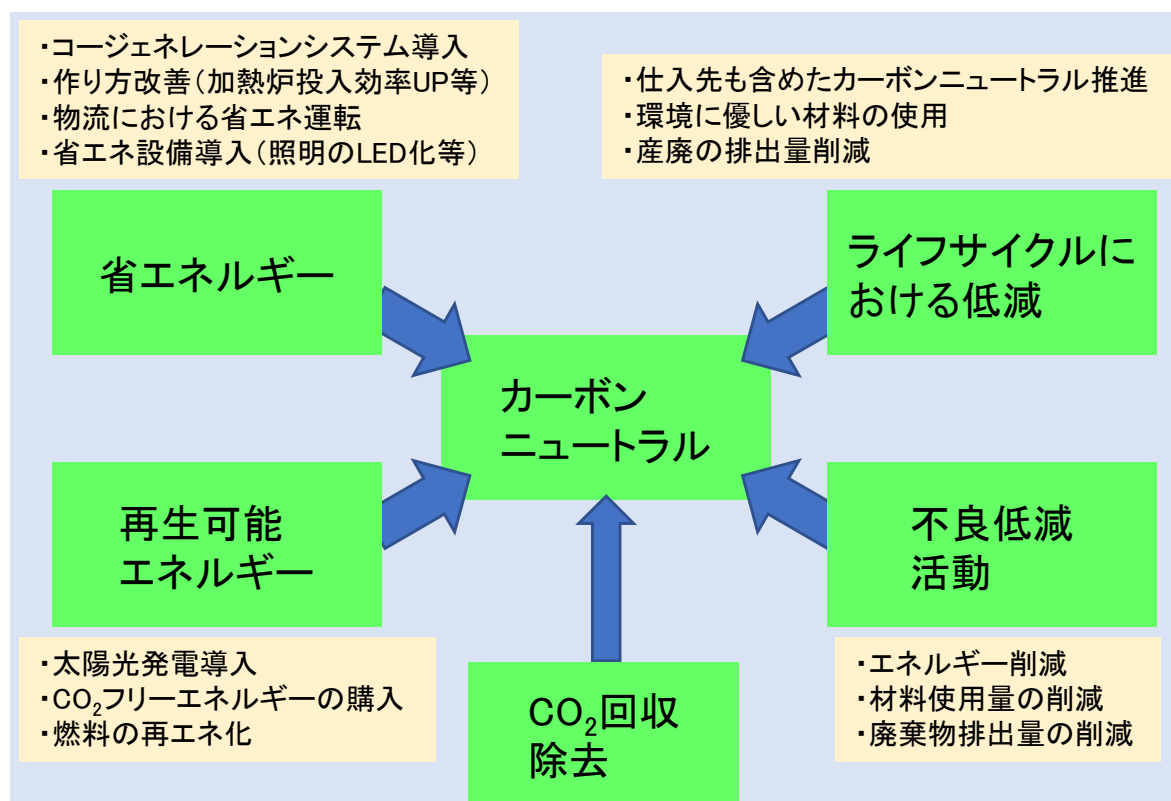 ・コージェネレーションシステム導入
・作り方改善(加熱炉投入効率UP等)
・物流における省エネ運転
・省エネ設備導入(照明のLED化等)
・仕入先も含めたカーボンニュートラル推進
・環境に優しい材料の使用
・産廃の排出量削減
省エネルギー
ライフサイクルに
おける低減
カーボン
ニュートラル
再生可能
エネルギー
不良低減
活動
・太陽光発電導入
・CO₂フリーエネルギーの購入
・燃料の再エネ化
CO₂回収
除去
・エネルギー削減
・材料使用量の削減
・廃棄物排出量の削減